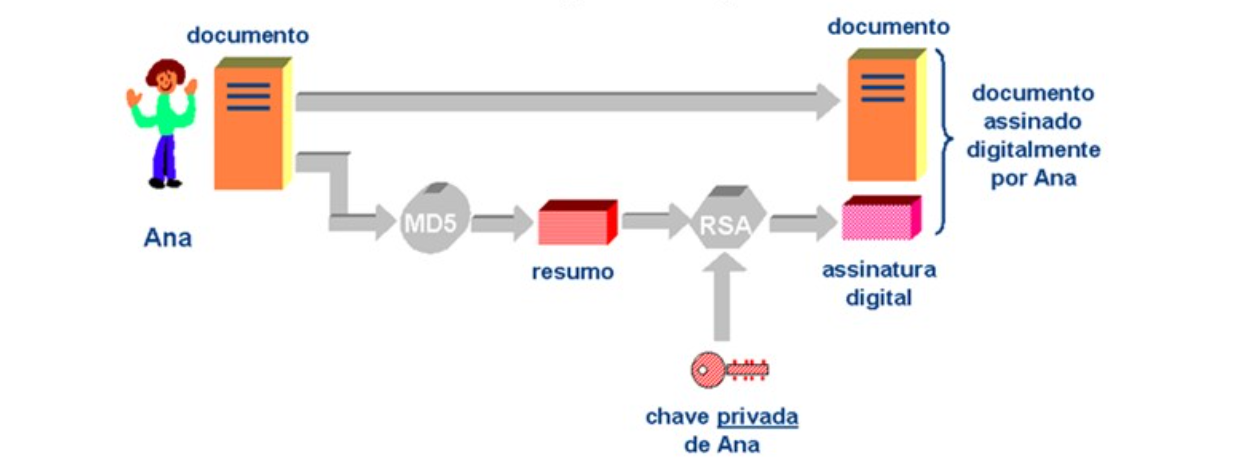 documento
documento
documento
assinado
digitalmente
por Ana
Ana
MD5
RSA
resumo
assinatura
digital
chave privada
de Ana